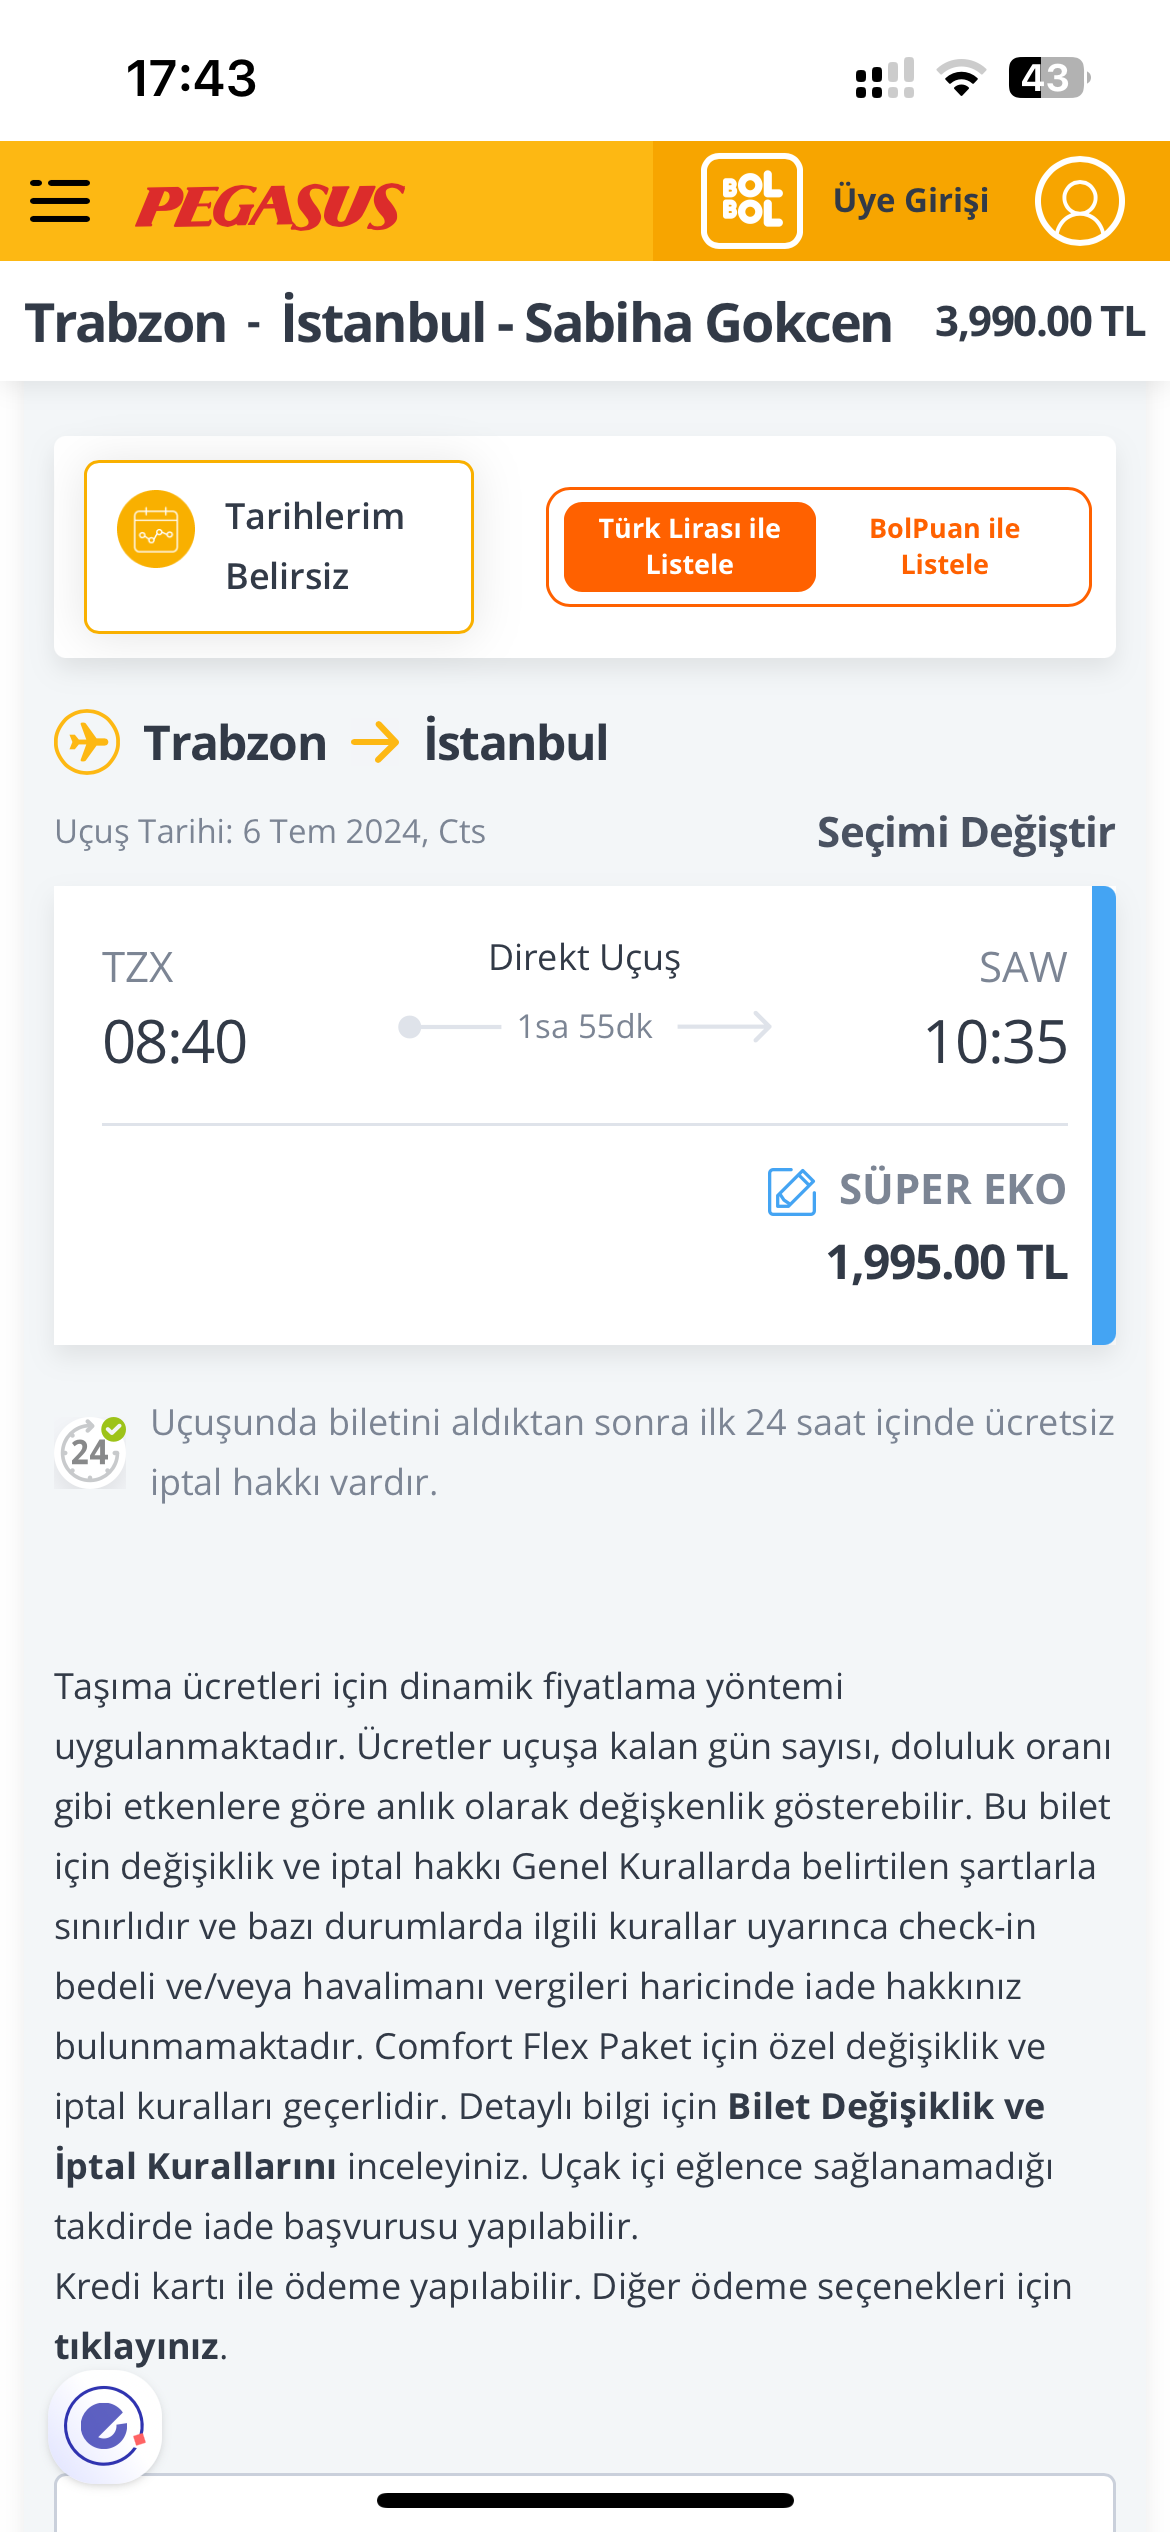 17:43
43
PEGASUS
BOL
BOL
Üye Girişi
Trabzon - İstanbul - Sabiha Gokcen 3,990.00 TL
Tarihlerim
Belirsiz
Türk Lirası ile
Listele
BolPuan ile
Listele
Trabzon → İstanbul
Uçuş Tarihi: 6 Tem 2024, Cts
Seçimi Değiştir
TZX
Direkt Uçuş
SAW
08:40
1sa 55dk
10:35
SÜPER EKO
1,995.00 TL
24
Uçuşunda biletini aldıktan sonra ilk 24 saat içinde ücretsiz
iptal hakkı vardır.
Taşıma ücretleri için dinamik fiyatlama yöntemi
uygulanmaktadır. Ücretler uçuşa kalan gün sayısı, doluluk oranı
gibi etkenlere göre anlık olarak değişkenlik gösterebilir. Bu bilet
için değişiklik ve iptal hakkı Genel Kurallarda belirtilen şartlarla
sınırlıdır ve bazı durumlarda ilgili kurallar uyarınca check-in
bedeli ve/veya havalimanı vergileri haricinde iade hakkınız
bulunmamaktadır. Comfort Flex Paket için özel değişiklik ve
iptal kuralları geçerlidir. Detaylı bilgi için Bilet Değişiklik ve
İptal Kurallarını inceleyiniz. Uçak içi eğlence sağlanamadığı
takdirde iade başvurusu yapılabilir.
Kredi kartı ile ödeme yapılabilir. Diğer ödeme seçenekleri için
tıklayınız.